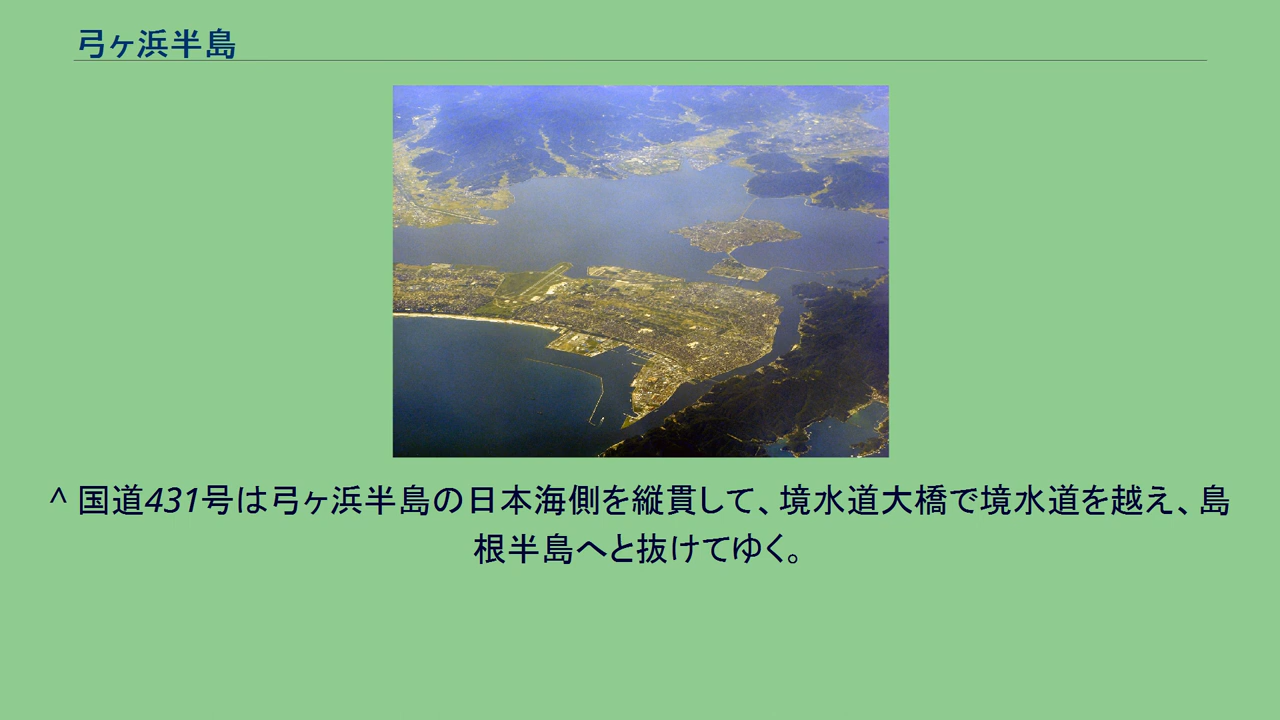 弓ヶ浜半島
^ 国道431号は弓ヶ浜半島の日本海側を縦貫して、境水道大橋で境水道を越え、島
根半島へと抜けてゆく。